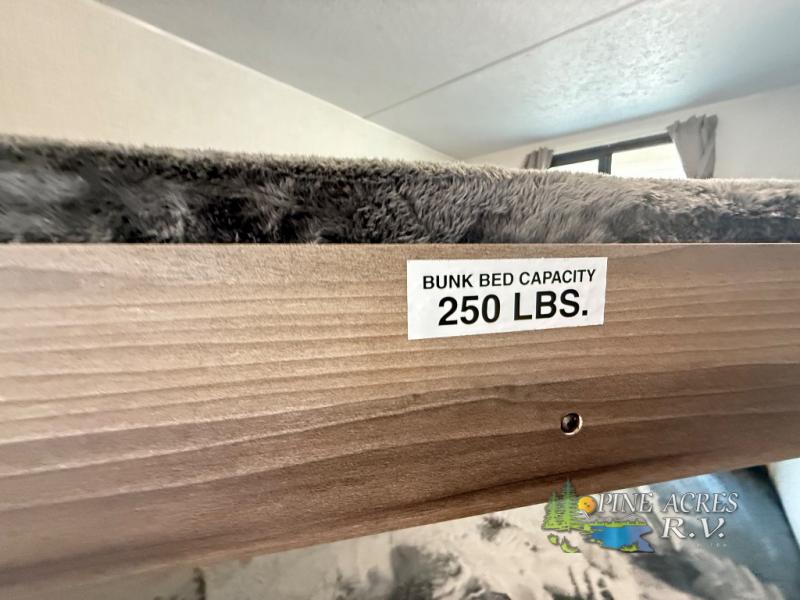 BUNK BED CAPACITY
250 LBS.
PINE ACRES
R.V.